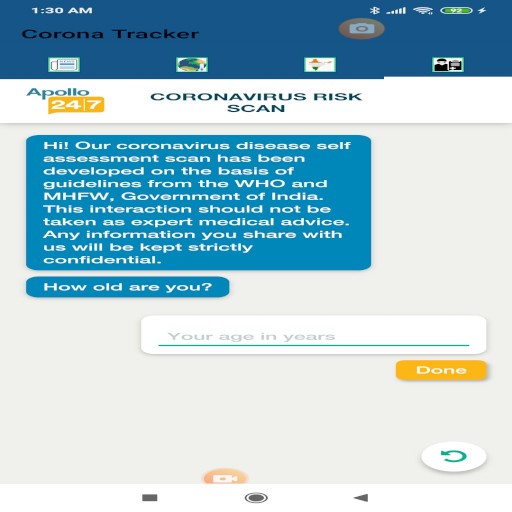 1:30 AM
92
Corona Tracker
Apollo
24|7
CORONAVIRUS RISK
SCAN
Hi! Our coronavirus disease self
assessment scan has been
developed on the basis of
guidelines from the WHO and
MHFW, Government of India.
This interaction should not be
taken as expert medical advice.
Any information you share with
us will be kept strictly
confidential.
How old are you?
Your age in years
Done